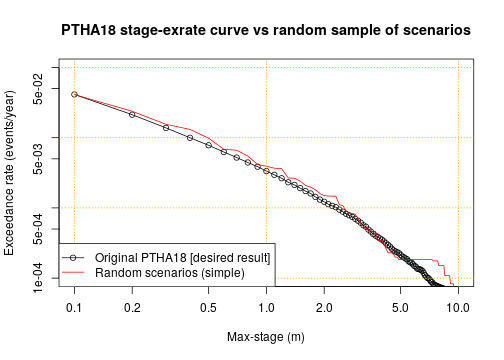 PTHA18 stage-exrate curve vs random sample of scenarios
Exceedance rate (events/year)
5e-02
5e-03
5e-04
1e-04
Original PTHA18 [desired result]
Random scenarios (simple)
0.1 0.2 0.5 1.0 2.0 5.0 10.0
Max-stage (m)